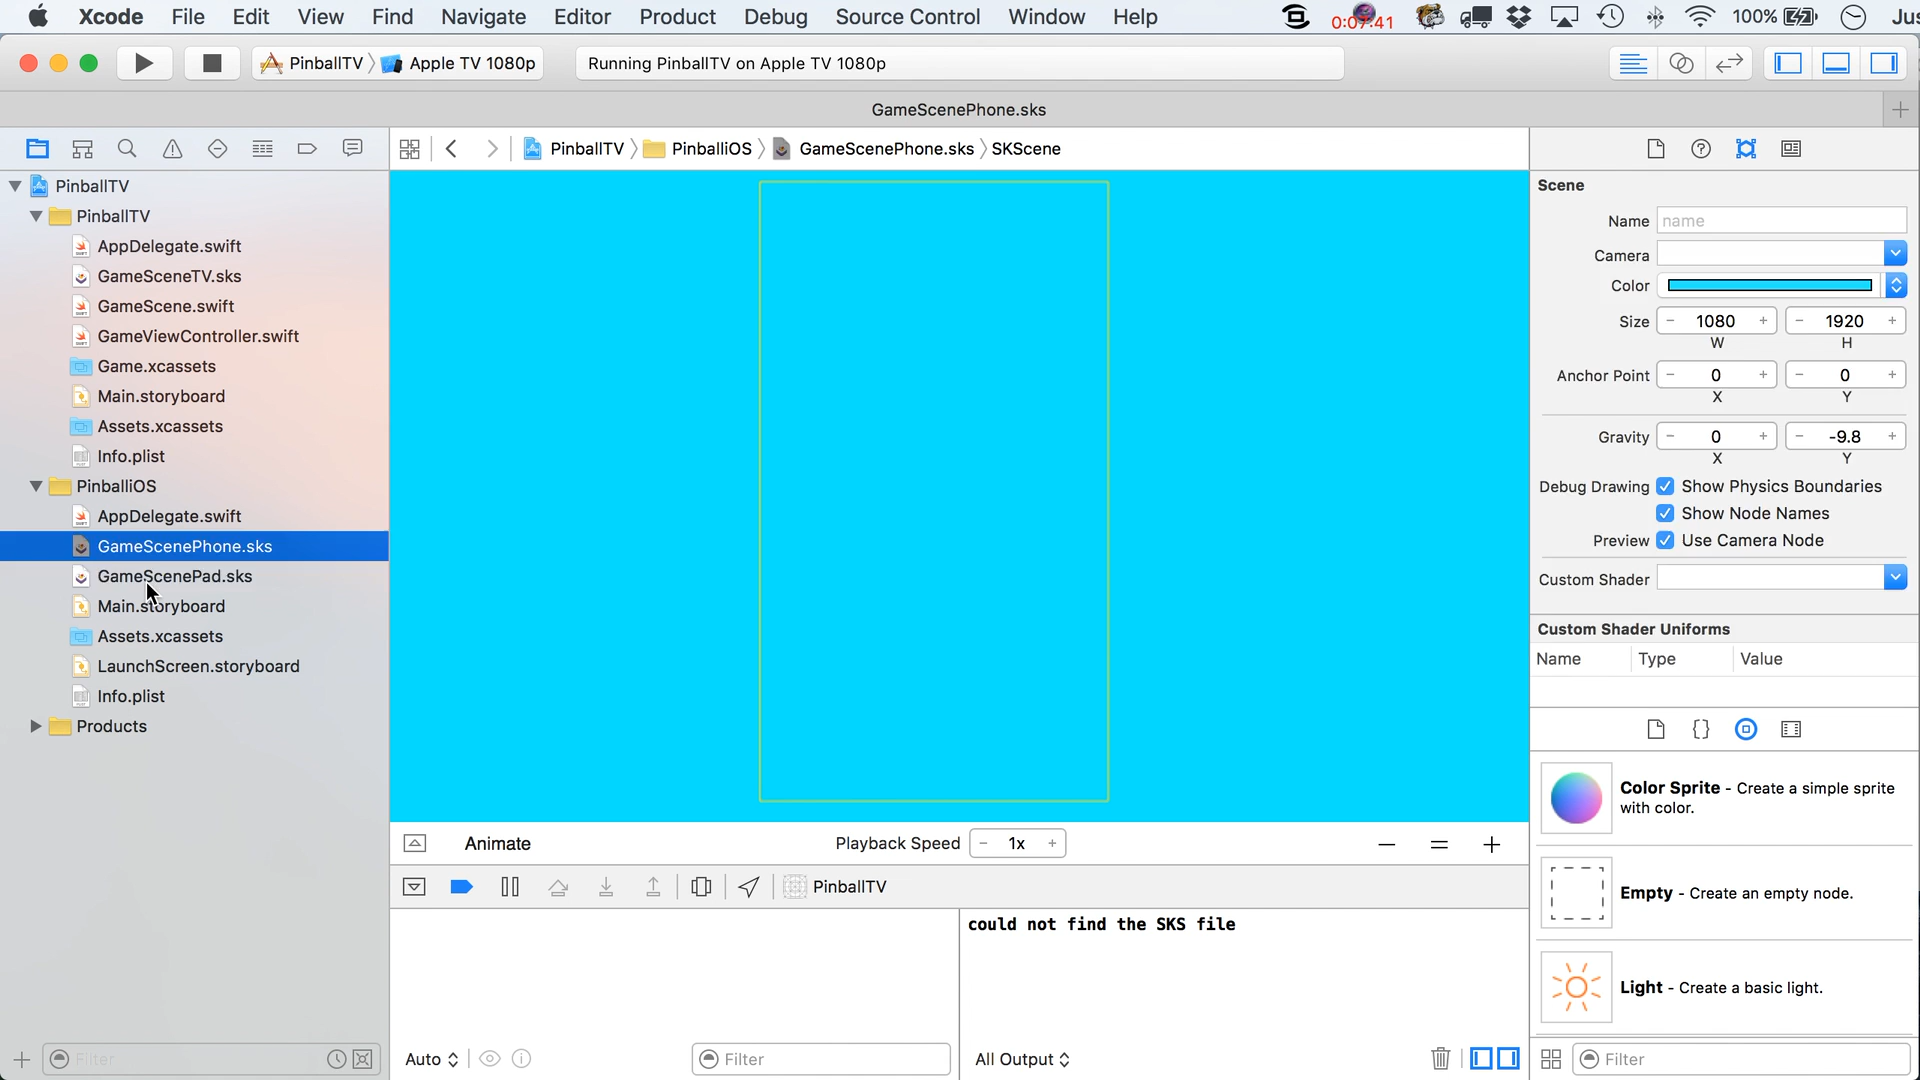 Xcode File Edit View Find Navigate Editor Product Debug Source Control Window Help 0:07:41 100% Jus
PinballTV Apple TV 1080p Running PinballTV on Apple TV 1080p
GameScenePhone.sks
PinballTV PinballiOS GameScenePhone.sks SKScene
PinballTV
PinballTV
AppDelegate.swift
GameSceneTV.sks
GameScene.swift
GameViewController.swift
Game.xcassets
Main.storyboard
Assets.xcassets
Info.plist
PinballiOS
AppDelegate.swift
GameScenePhone.sks
GameScenePad.sks
Main.storyboard
Assets.xcassets
LaunchScreen.storyboard
Info.plist
Products
Filter
Animate Playback Speed - 1x +
PinballTV
could not find the SKS file
Auto Filter All Output
Scene
Name name
Camera
Color
Size - 1080 + - 1920 +
W H
Anchor Point - 0 + - 0 +
X Y
Gravity - 0 + - -9.8 +
X Y
Debug Drawing Show Physics Boundaries
Show Node Names
Preview Use Camera Node
Custom Shader
Custom Shader Uniforms
Name Type Value
Color Sprite - Create a simple sprite
with color.
Empty - Create an empty node.
Light - Create a basic light.
Filter